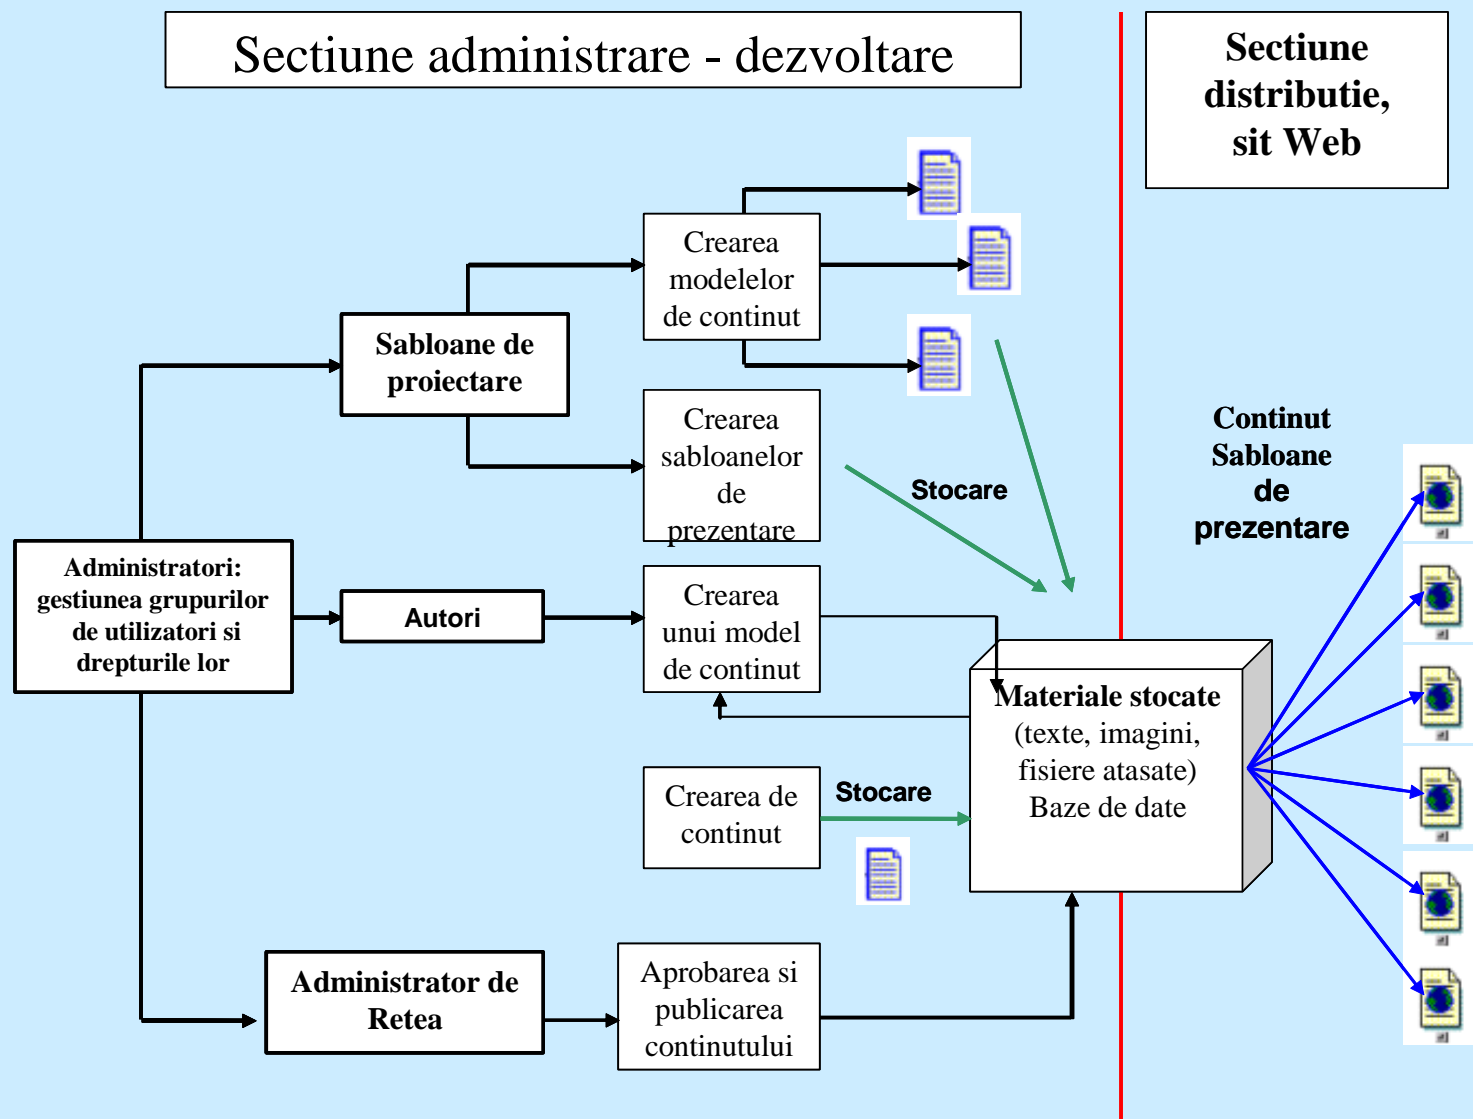 Sectiune administrare - dezvoltare
Sectiune
distributie,
sit Web
Crearea
modelelor
de continut
Sabloane de
proiectare
Crearea
sabloanelor
de
prezentare
Stocare
Continut
Sabloane
de
prezentare
Administratori:
gestiunea grupurilor
de utilizatori si
drepturile lor
Autori
Crearea
unui model
de continut
Materiale stocate
(texte, imagini,
fisiere atasate)
Baze de date
Crearea de
continut
Stocare
Administrator de
Retea
Aprobarea si
publicarea
continutului